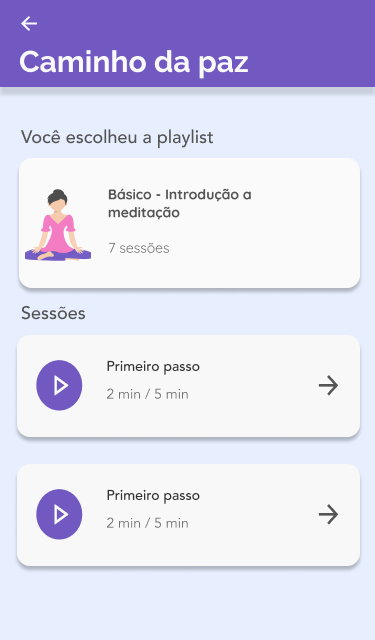 Caminho da paz
Você escolheu a playlist
Básico - Introdução a
meditação
7 sessões
Sessões
Primeiro passo
2 min / 5 min
Primeiro passo
2 min / 5 min